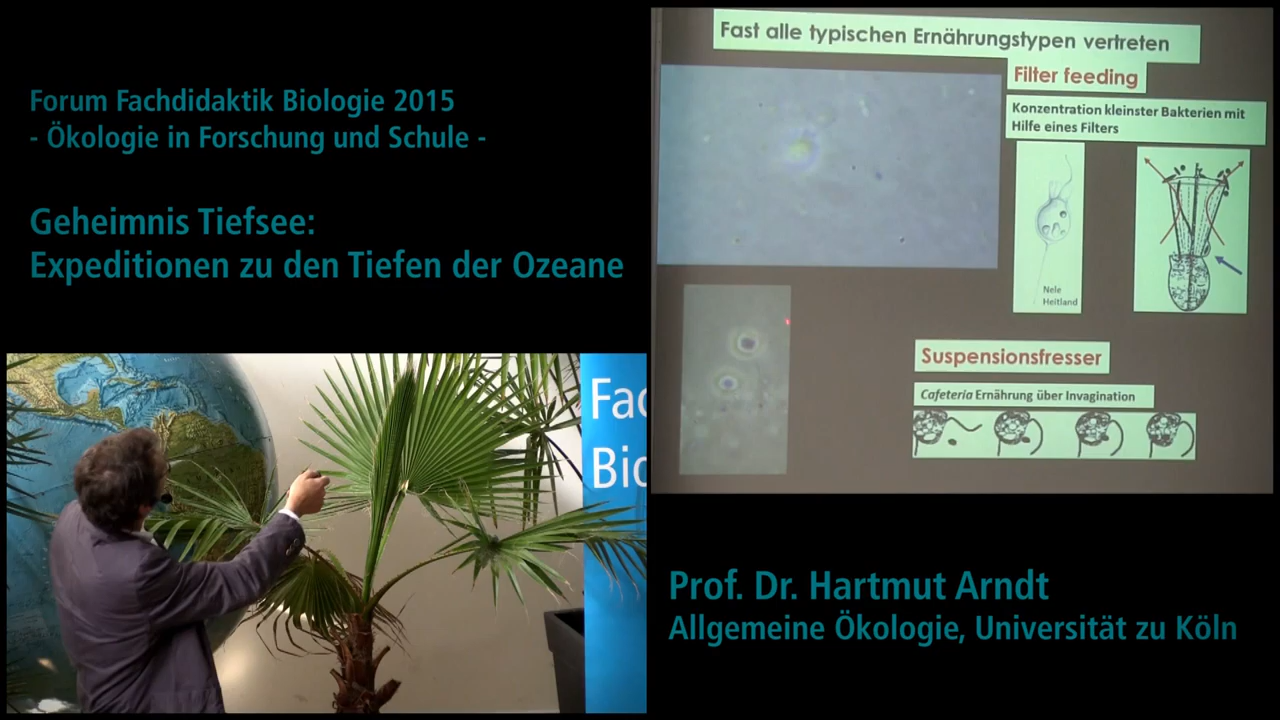 Forum Fachdidaktik Biologie 2015
- Ökologie in Forschung und Schule -
Geheimnis Tiefsee:
Expeditionen zu den Tiefen der Ozeane
Fast alle typischen Ernährungstypen vertreten
Filter feeding
Konzentration kleinster Bakterien mit
Hilfe eines Filters
Nele
Heitland
Suspensionsfresser
Cafeteria Ernährung über Invagination
Fac
Bio
Prof. Dr. Hartmut Arndt
Allgemeine Ökologie, Universität zu Köln